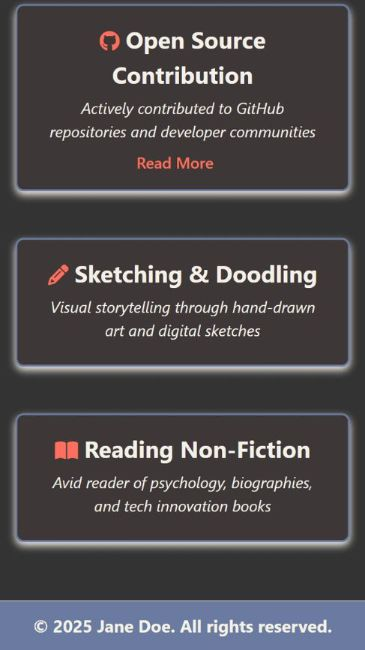 Open Source
Contribution
Actively contributed to GitHub
repositories and developer communities
Read More
Sketching & Doodling
Visual storytelling through hand-drawn
art and digital sketches
Reading Non-Fiction
Avid reader of psychology, biographies,
and tech innovation books
© 2025 Jane Doe. All rights reserved.